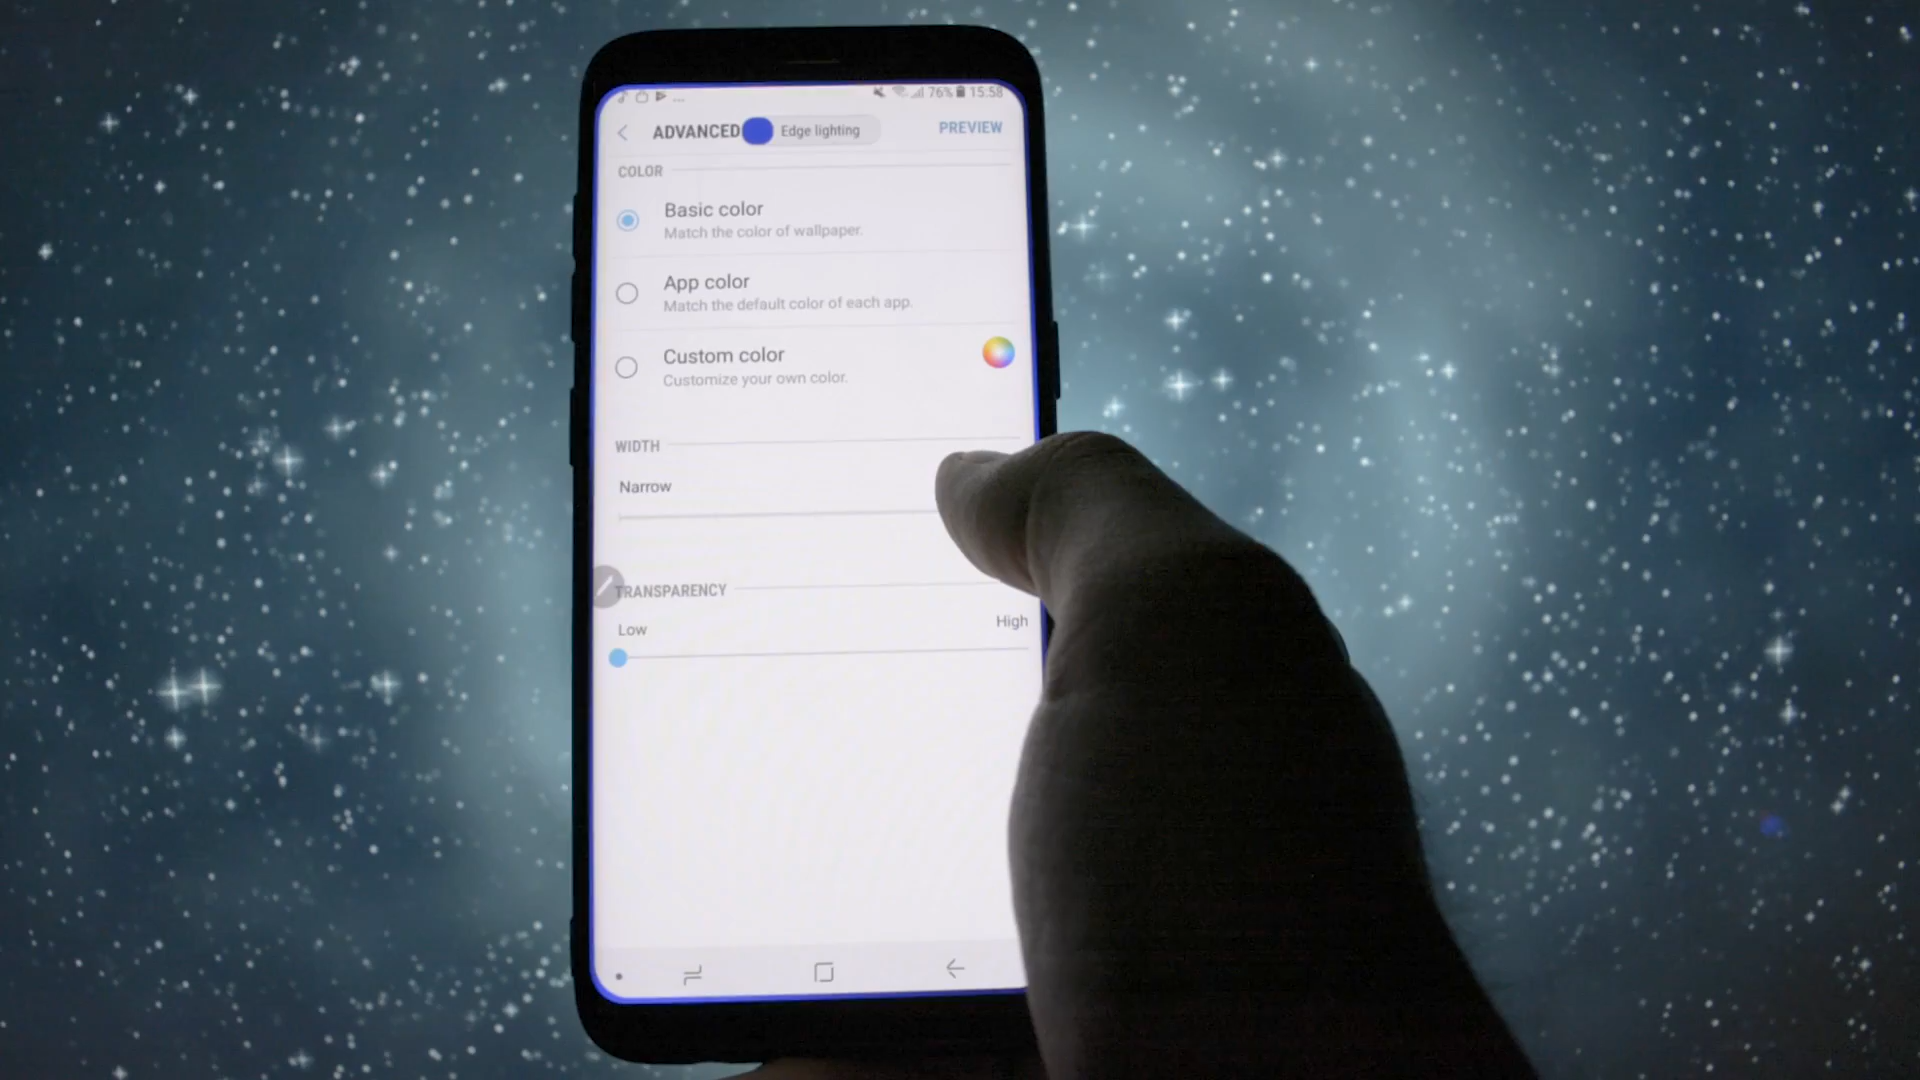 ... 76% 15:58
ADVANCED Edge lighting PREVIEW
COLOR
Basic color
Match the color of wallpaper.
App color
Match the default color of each app.
Custom color
Customize your own color.
WIDTH
Narrow
TRANSPARENCY
Low High